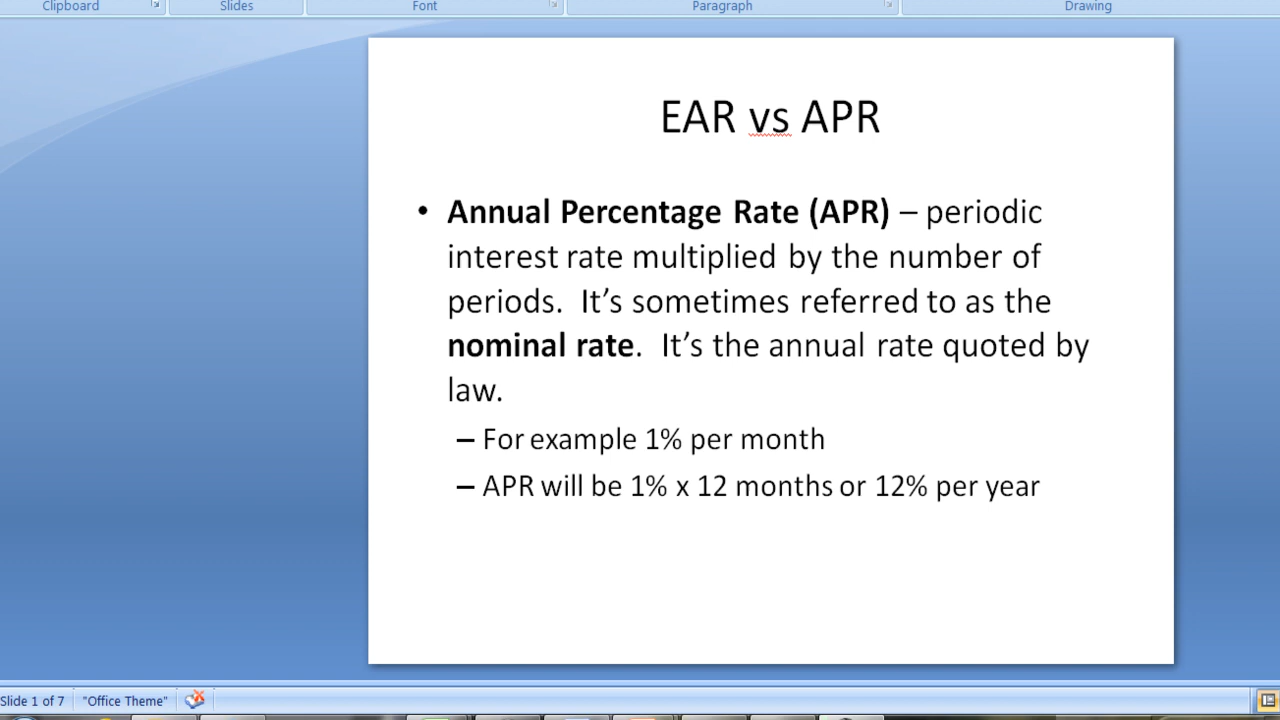 Clipboard Slides Font Paragraph Drawing
EAR vs APR
• Annual Percentage Rate (APR) – periodic
interest rate multiplied by the number of
periods.  It’s sometimes referred to as the
nominal rate.  It’s the annual rate quoted by
law.
– For example 1% per month
– APR will be 1% x 12 months or 12% per year
Slide 1 of 7 "Office Theme"